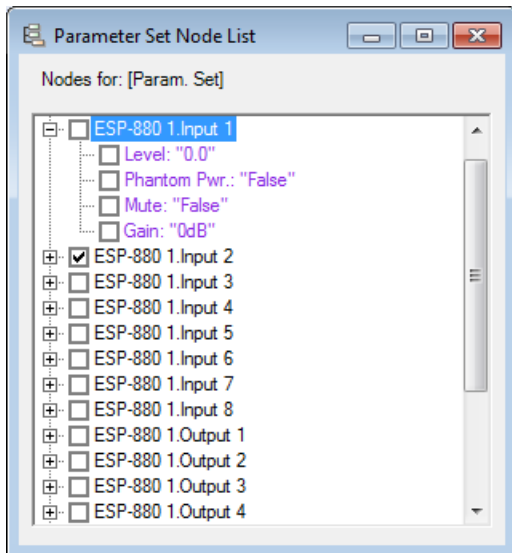 Parameter Set Node List
Nodes for: [Param. Set]
ESP-880 1.Input 1
Level: "0.0"
Phantom Pwr.: "False"
Mute: "False"
Gain: "0dB"
ESP-880 1.Input 2
ESP-880 1.Input 3
ESP-880 1.Input 4
ESP-880 1.Input 5
ESP-880 1.Input 6
ESP-880 1.Input 7
ESP-880 1.Input 8
ESP-880 1.Output 1
ESP-880 1.Output 2
ESP-880 1.Output 3
ESP-880 1.Output 4